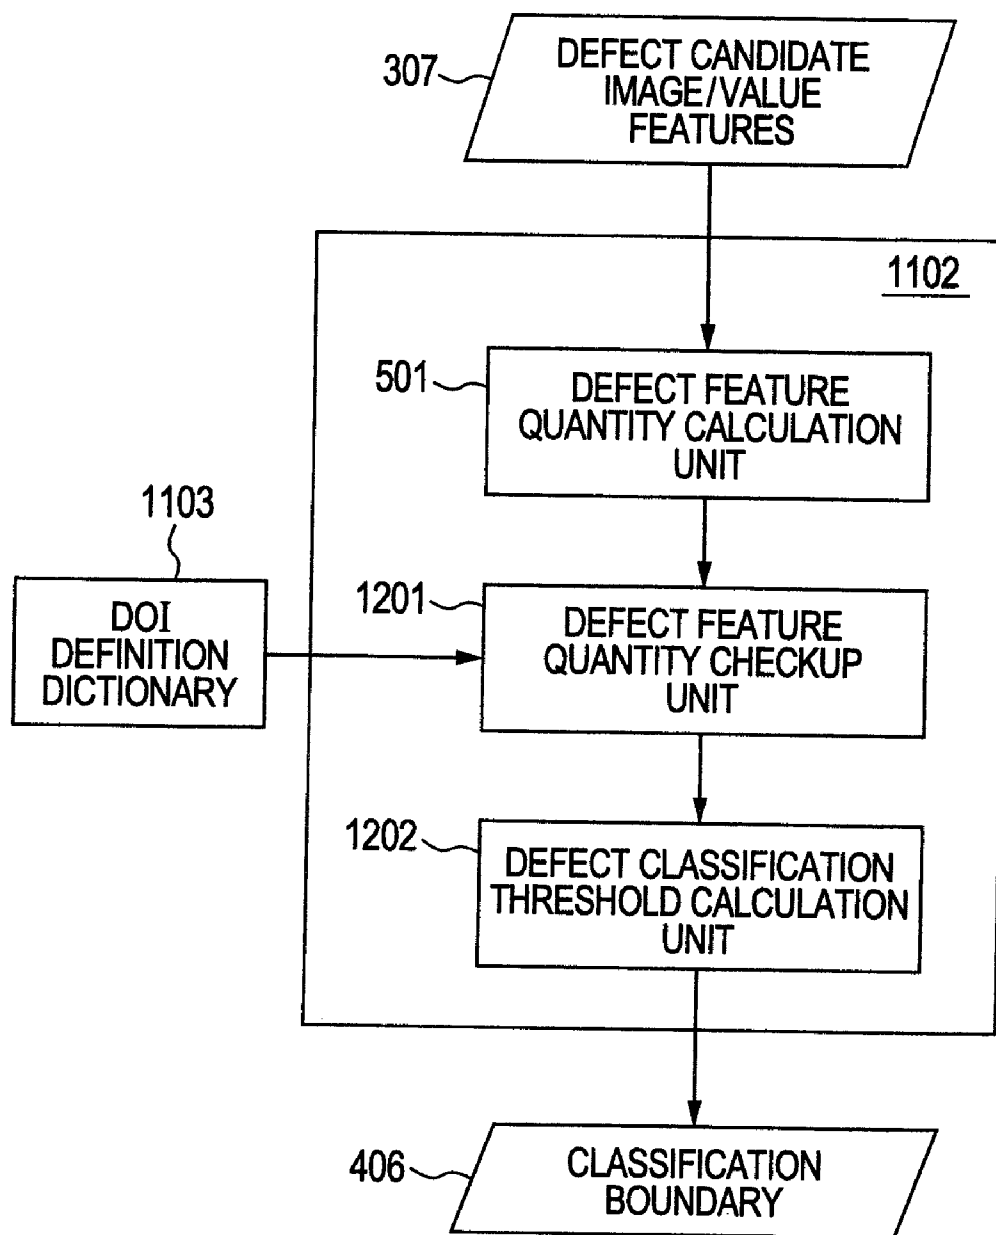 307
DEFECT CANDIDATE
IMAGE/VALUE
FEATURES
1102
501
DEFECT FEATURE
QUANTITY CALCULATION
UNIT
1103
DOI
DEFINITION
DICTIONARY
1201
DEFECT FEATURE
QUANTITY CHECKUP
UNIT
1202
DEFECT CLASSIFICATION
THRESHOLD CALCULATION
UNIT
406
CLASSIFICATION
BOUNDARY